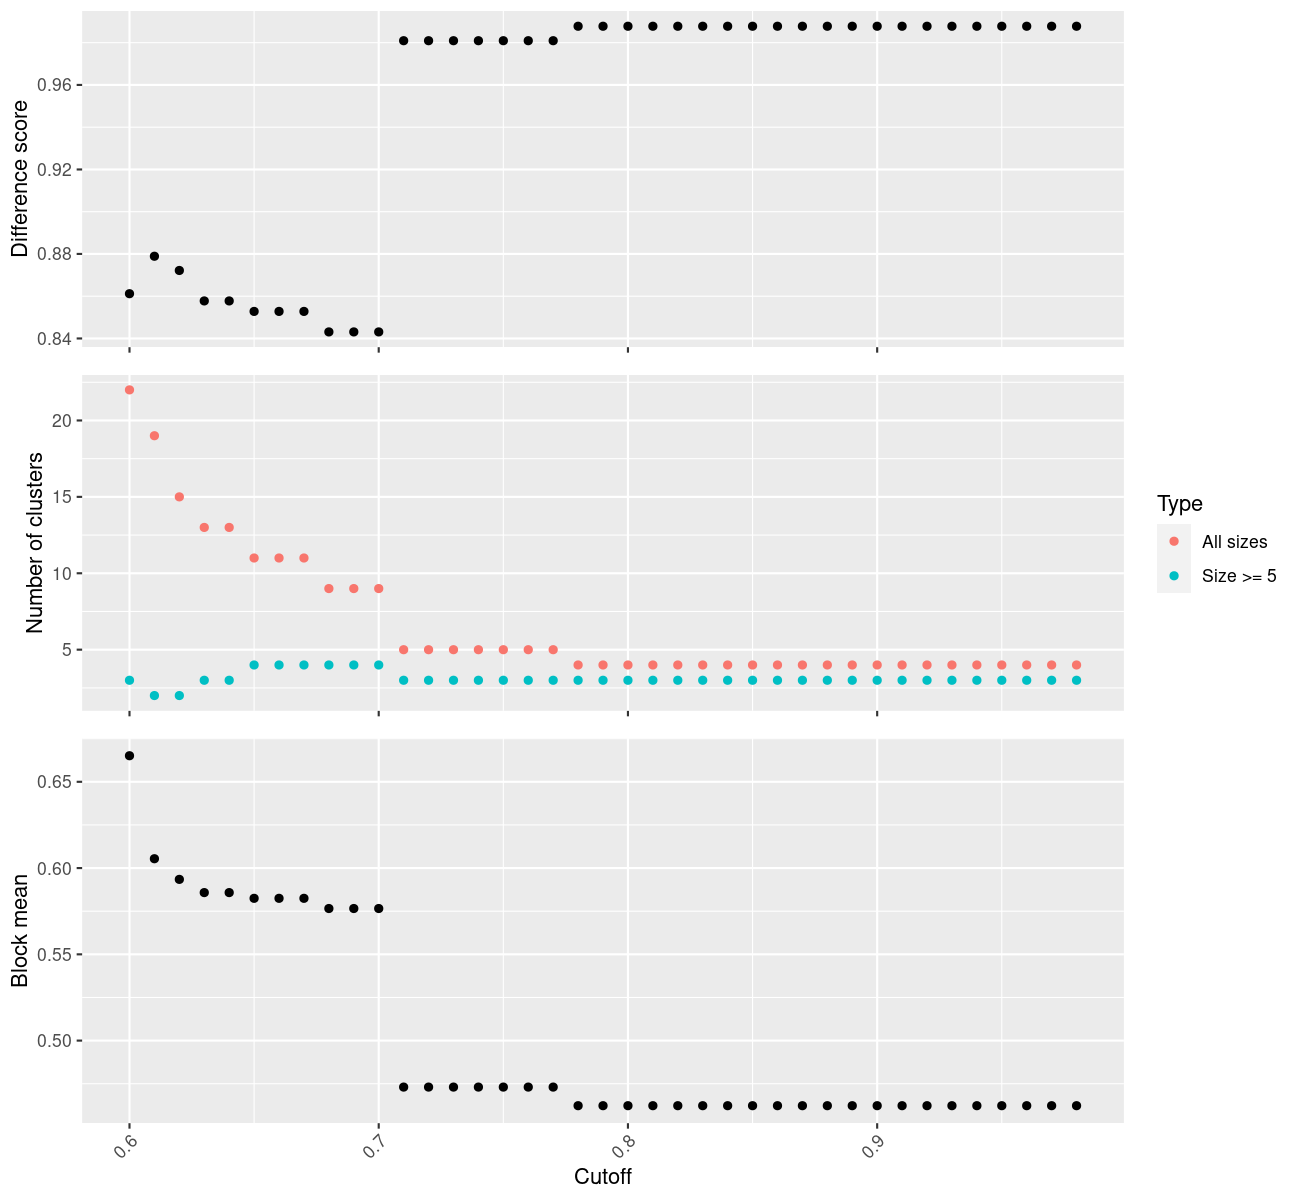 Difference score
0.96
0.92
0.88
0.84
Number of clusters
20
15
10
5
Type
All sizes
Size >= 5
Block mean
0.65
0.60
0.55
0.50
0.6 0.7 0.8 0.9
Cutoff